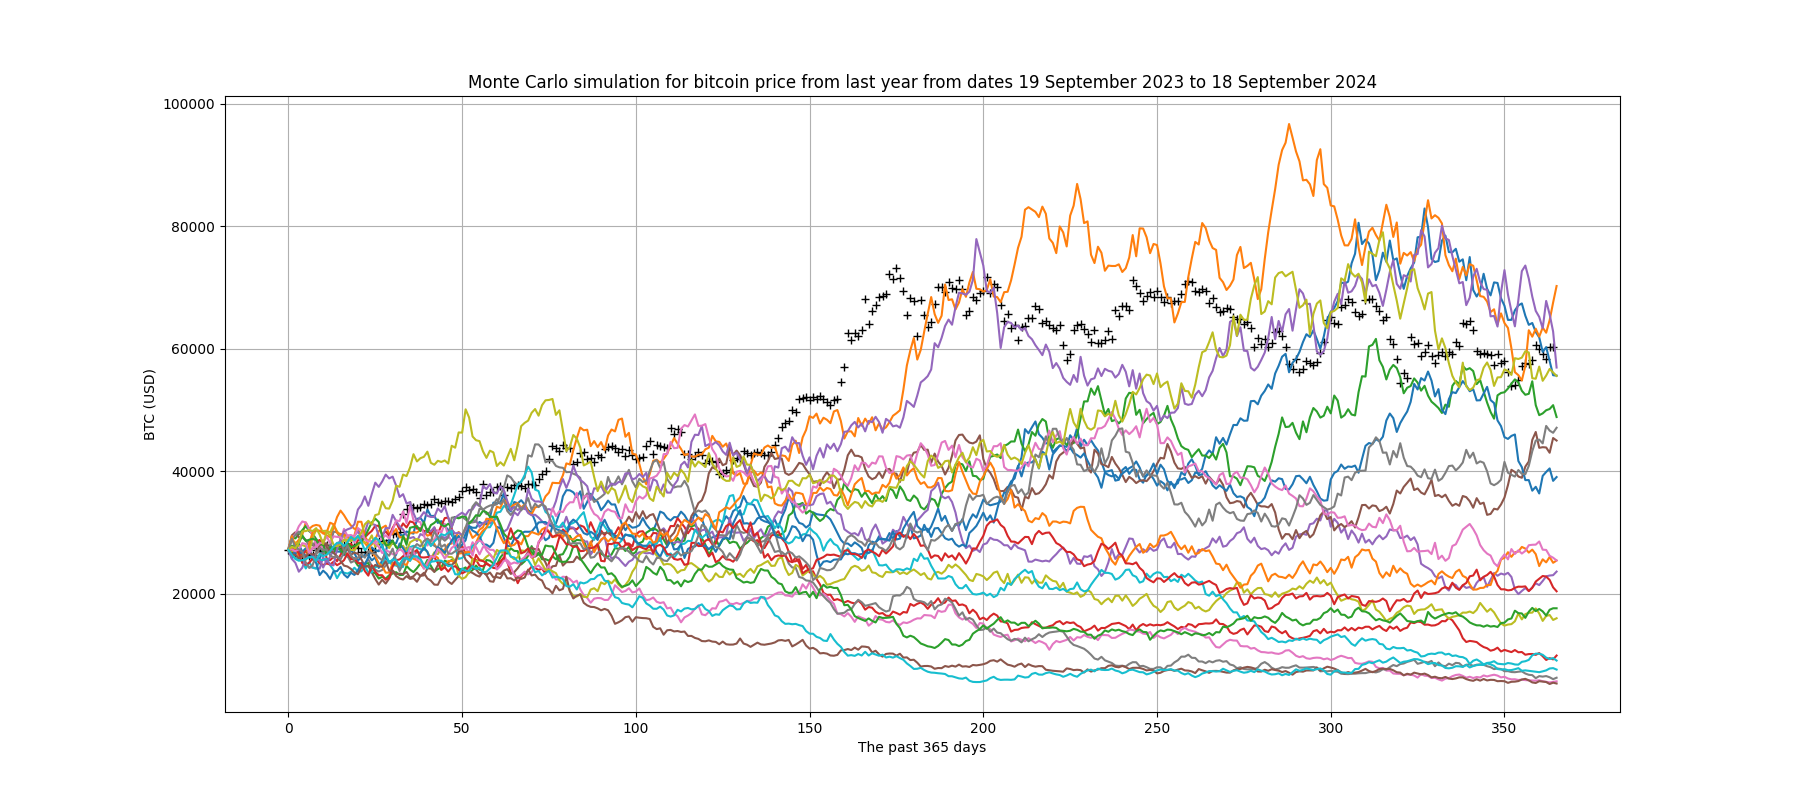 Monte Carlo simulation for bitcoin price from last year from dates 19 September 2023 to 18 September 2024
100000
80000
60000
40000
20000
BTC (USD)
0 50 100 150 200 250 300 350
The past 365 days